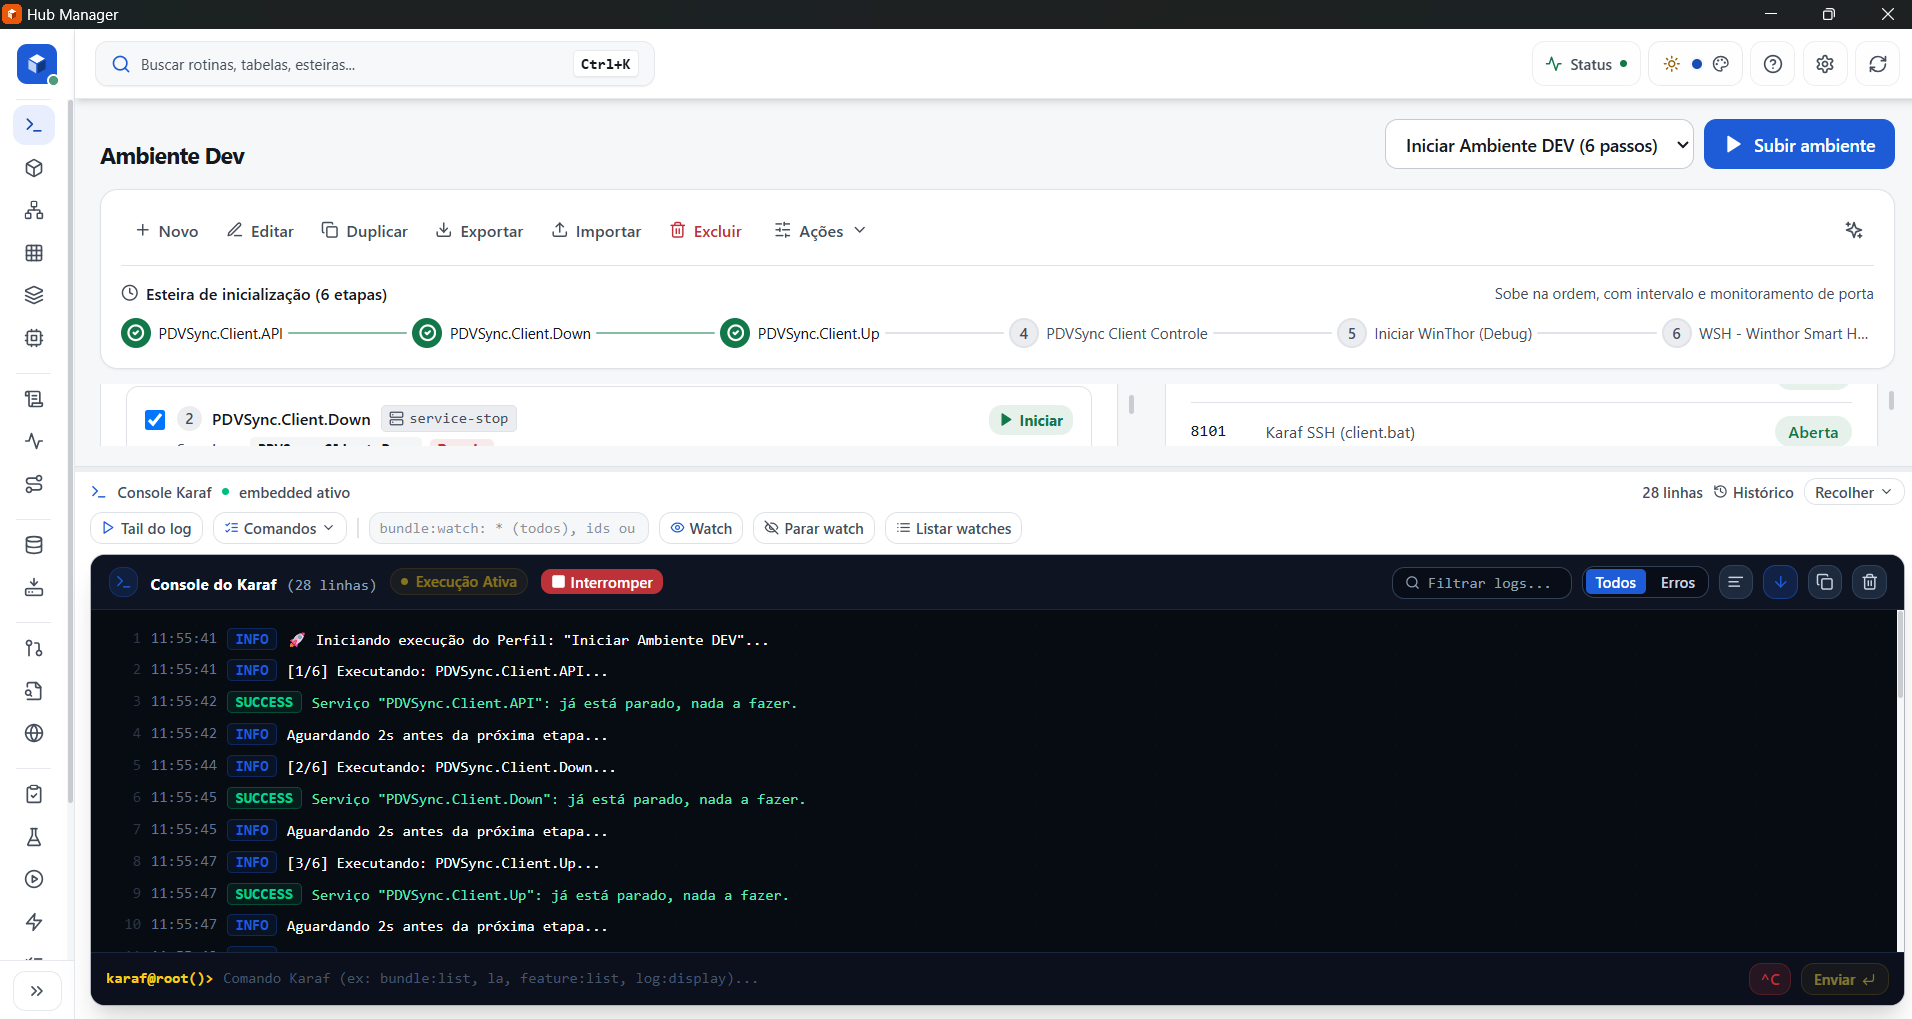 Hub Manager
Buscar rotinas, tabelas, esteiras... Ctrl+K
Status
Ambiente Dev
Iniciar Ambiente DEV (6 passos)
Subir ambiente
Novo Editar Duplicar Exportar Importar Excluir Ações
Esteira de inicialização (6 etapas)
Sobe na ordem, com intervalo e monitoramento de porta
PDVSync.Client.API PDVSync.Client.Down PDVSync.Client.Up 4 PDVSync Client Controle 5 Iniciar WinThor (Debug) 6 WSH - Winthor Smart H...
2 PDVSync.Client.Down service-stop Iniciar
8101 Karaf SSH (client.bat) Aberta
Console Karaf embedded ativo
28 linhas Histórico Recolher
Tail do log Comandos bundle:watch: * (todos), ids ou Watch Parar watch Listar watches
Console do Karaf (28 linhas) Execução Ativa Interromper
Filtrar logs... Todos Erros
1 11:55:41 INFO 🚀 Iniciando execução do Perfil: "Iniciar Ambiente DEV"...
2 11:55:41 INFO [1/6] Executando: PDVSync.Client.API...
3 11:55:42 SUCCESS Serviço "PDVSync.Client.API": já está parado, nada a fazer.
4 11:55:42 INFO Aguardando 2s antes da próxima etapa...
5 11:55:44 INFO [2/6] Executando: PDVSync.Client.Down...
6 11:55:45 SUCCESS Serviço "PDVSync.Client.Down": já está parado, nada a fazer.
7 11:55:45 INFO Aguardando 2s antes da próxima etapa...
8 11:55:47 INFO [3/6] Executando: PDVSync.Client.Up...
9 11:55:47 SUCCESS Serviço "PDVSync.Client.Up": já está parado, nada a fazer.
10 11:55:47 INFO Aguardando 2s antes da próxima etapa...
karaf@root()> Comando Karaf (ex: bundle:list, la, feature:list, log:display)...
^C Enviar